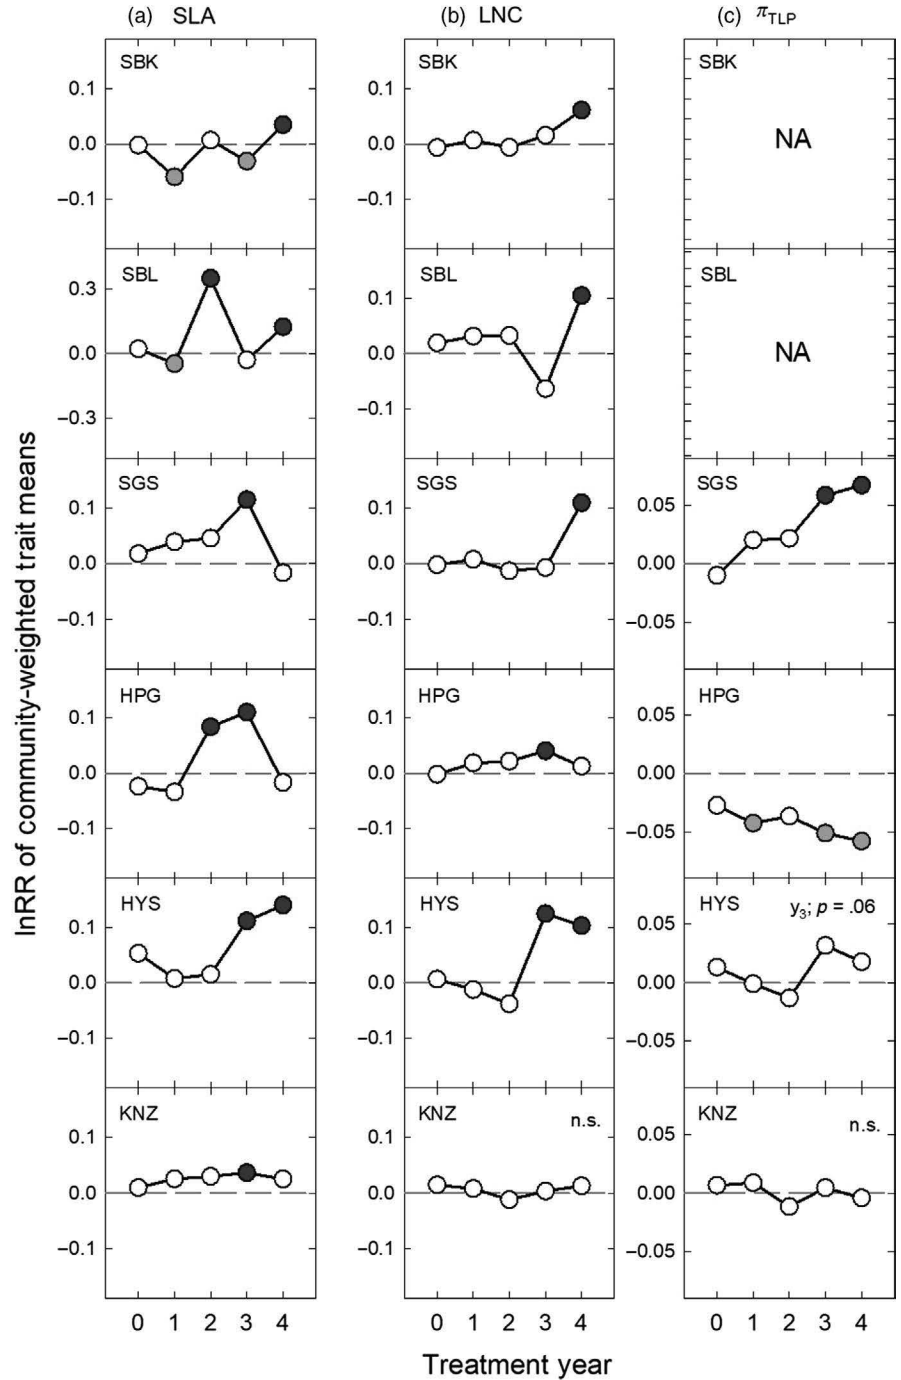 (a) SLA
(b) LNC
(c) πTLP
lnRR of community-weighted trait means
SBK
0.1
0.0
−0.1
SBK
0.1
0.0
−0.1
SBK
NA
SBL
0.3
0.0
−0.3
SBL
0.1
0.0
−0.1
SBL
NA
SGS
0.1
0.0
−0.1
SGS
0.1
0.0
−0.1
SGS
0.05
0.00
−0.05
HPG
0.1
0.0
−0.1
HPG
0.1
0.0
−0.1
HPG
0.05
0.00
−0.05
HYS
0.1
0.0
−0.1
HYS
0.1
0.0
−0.1
HYS
y3; p = .06
0.05
0.00
−0.05
KNZ
0.1
0.0
−0.1
KNZ
n.s.
0.1
0.0
−0.1
KNZ
n.s.
0.05
0.00
−0.05
0 1 2 3 4
0 1 2 3 4
0 1 2 3 4
Treatment year